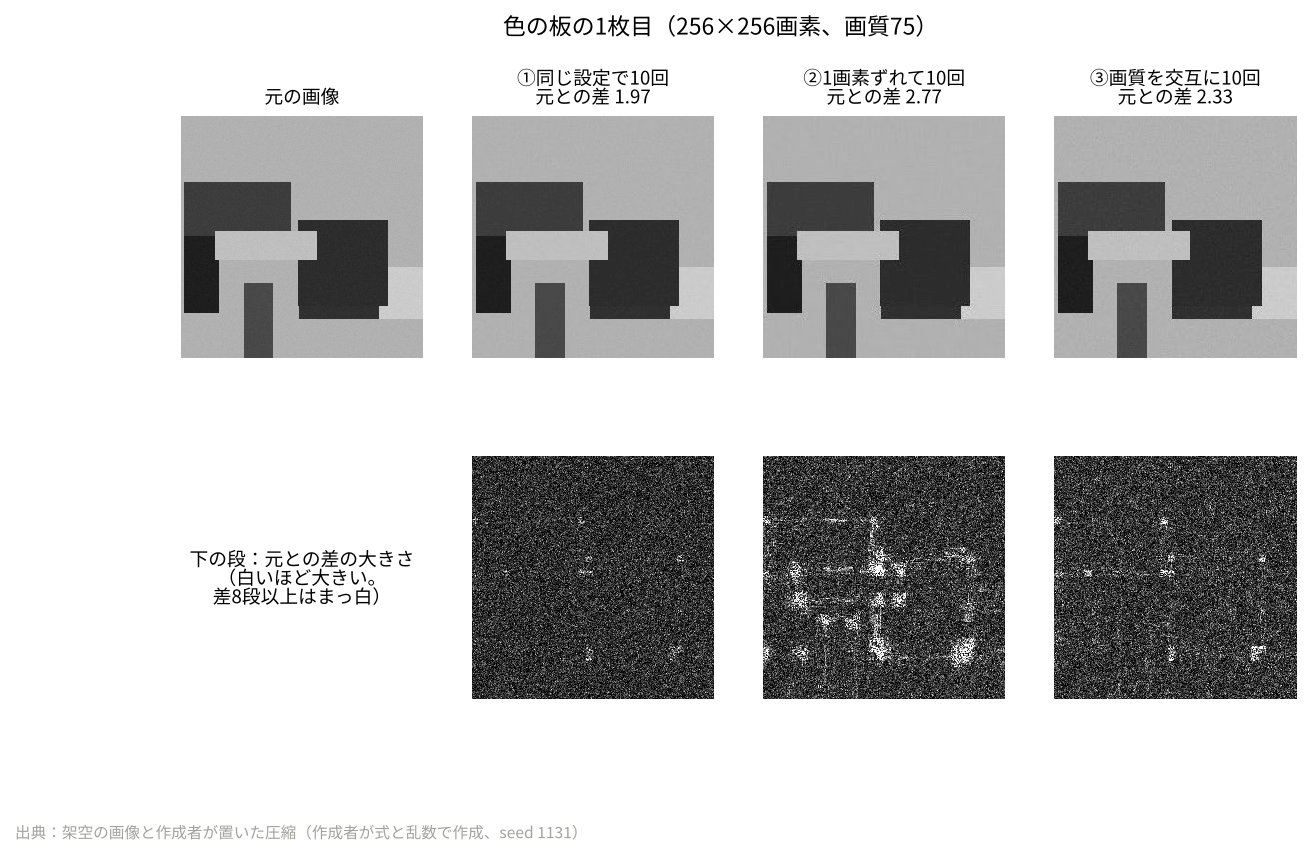 色の板の1枚目（256×256画素、画質75）
元の画像
①同じ設定で10回
元との差 1.97
②1画素ずれて10回
元との差 2.77
③画質を交互に10回
元との差 2.33
下の段：元との差の大きさ
（白いほど大きい。
差8段以上はまっ白）
出典：架空の画像と作成者が置いた圧縮（作成者が式と乱数で作成、seed 1131）